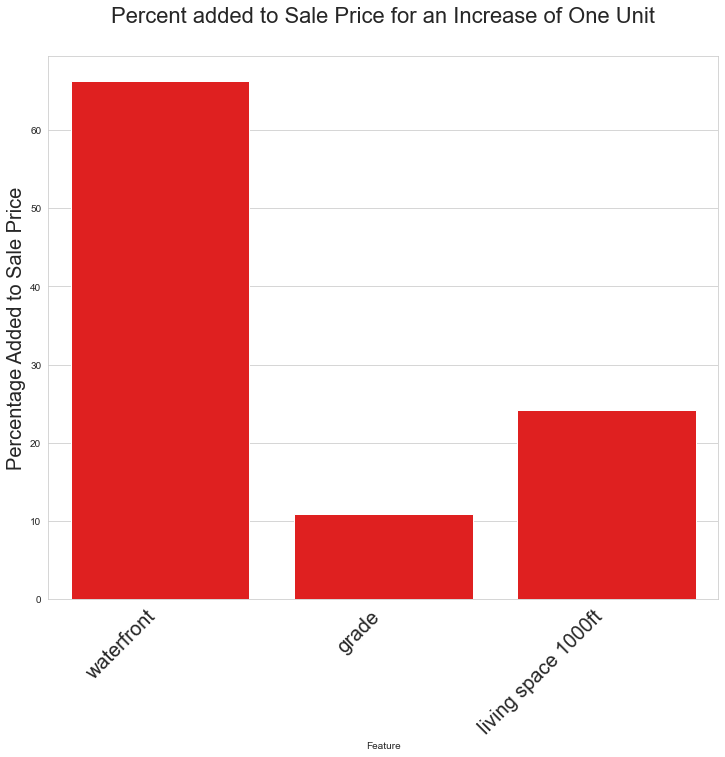 Percent added to Sale Price for an Increase of One Unit
Percentage Added to Sale Price
60
50
40
30
20
10
0
waterfront
grade
living space 1000ft
Feature